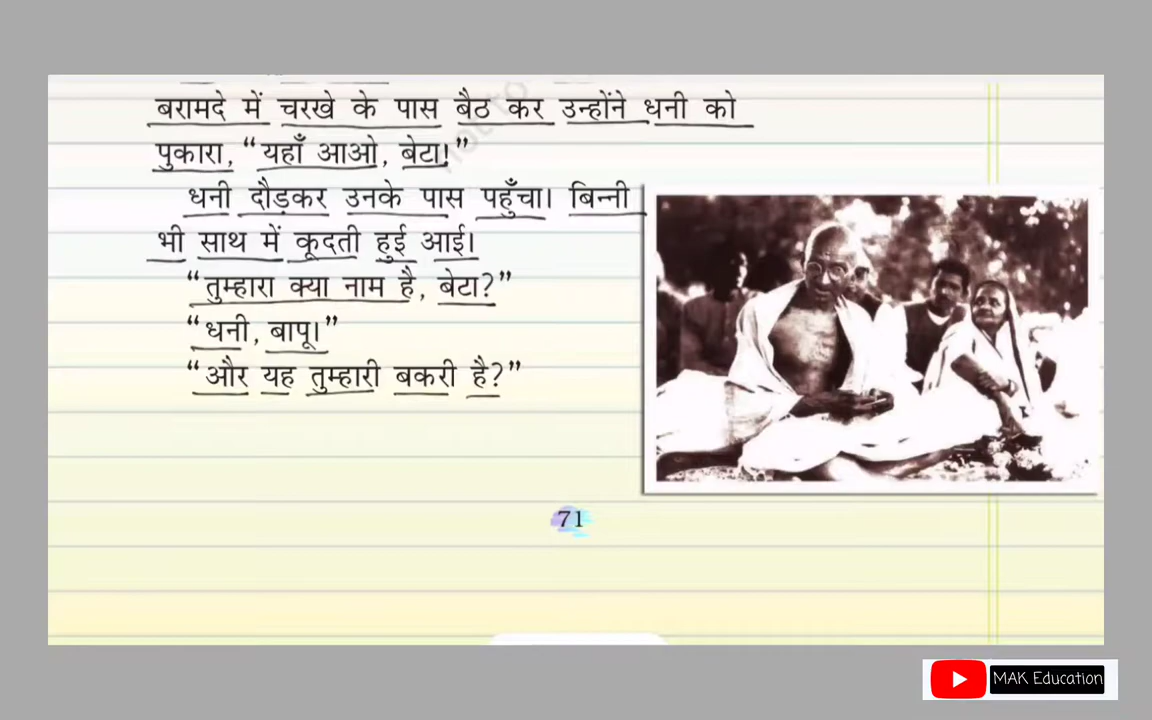 बरामदे में चरखे के पास बैठ कर उन्होंने धनी को
पुकारा, “यहाँ आओ, बेटा!”
धनी दौड़कर उनके पास पहुँचा। बिन्नी
भी साथ में कूदती हुई आई।
“तुम्हारा क्या नाम है, बेटा?”
“धनी, बापू।”
“और यह तुम्हारी बकरी है?”
71
MAK Education